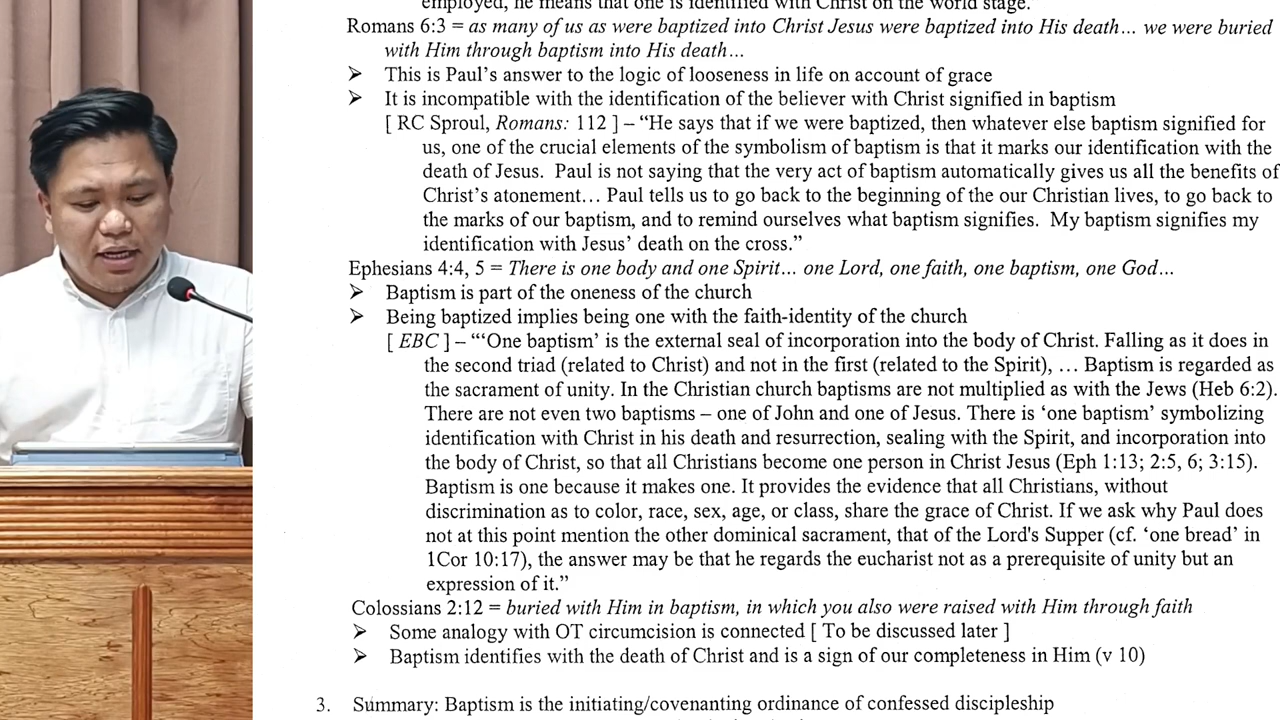 employed, he means that one is identified with Christ on the world stage."
Romans 6:3 = as many of us as were baptized into Christ Jesus were baptized into His death… we were buried
with Him through baptism into His death…
➢ This is Paul's answer to the logic of looseness in life on account of grace
➢ It is incompatible with the identification of the believer with Christ signified in baptism
[ RC Sproul, Romans: 112 ] – "He says that if we were baptized, then whatever else baptism signified for
us, one of the crucial elements of the symbolism of baptism is that it marks our identification with the
death of Jesus. Paul is not saying that the very act of baptism automatically gives us all the benefits of
Christ's atonement… Paul tells us to go back to the beginning of the our Christian lives, to go back to
the marks of our baptism, and to remind ourselves what baptism signifies. My baptism signifies my
identification with Jesus' death on the cross."
Ephesians 4:4, 5 = There is one body and one Spirit… one Lord, one faith, one baptism, one God…
➢ Baptism is part of the oneness of the church
➢ Being baptized implies being one with the faith-identity of the church
[ EBC ] – "'One baptism' is the external seal of incorporation into the body of Christ. Falling as it does in
the second triad (related to Christ) and not in the first (related to the Spirit), … Baptism is regarded as
the sacrament of unity. In the Christian church baptisms are not multiplied as with the Jews (Heb 6:2).
There are not even two baptisms – one of John and one of Jesus. There is 'one baptism' symbolizing
identification with Christ in his death and resurrection, sealing with the Spirit, and incorporation into
the body of Christ, so that all Christians become one person in Christ Jesus (Eph 1:13; 2:5, 6; 3:15).
Baptism is one because it makes one. It provides the evidence that all Christians, without
discrimination as to color, race, sex, age, or class, share the grace of Christ. If we ask why Paul does
not at this point mention the other dominical sacrament, that of the Lord's Supper (cf. 'one bread' in
1Cor 10:17), the answer may be that he regards the eucharist not as a prerequisite of unity but an
expression of it."
Colossians 2:12 = buried with Him in baptism, in which you also were raised with Him through faith
➢ Some analogy with OT circumcision is connected [ To be discussed later ]
➢ Baptism identifies with the death of Christ and is a sign of our completeness in Him (v 10)
3. Summary: Baptism is the initiating/covenanting ordinance of confessed discipleship